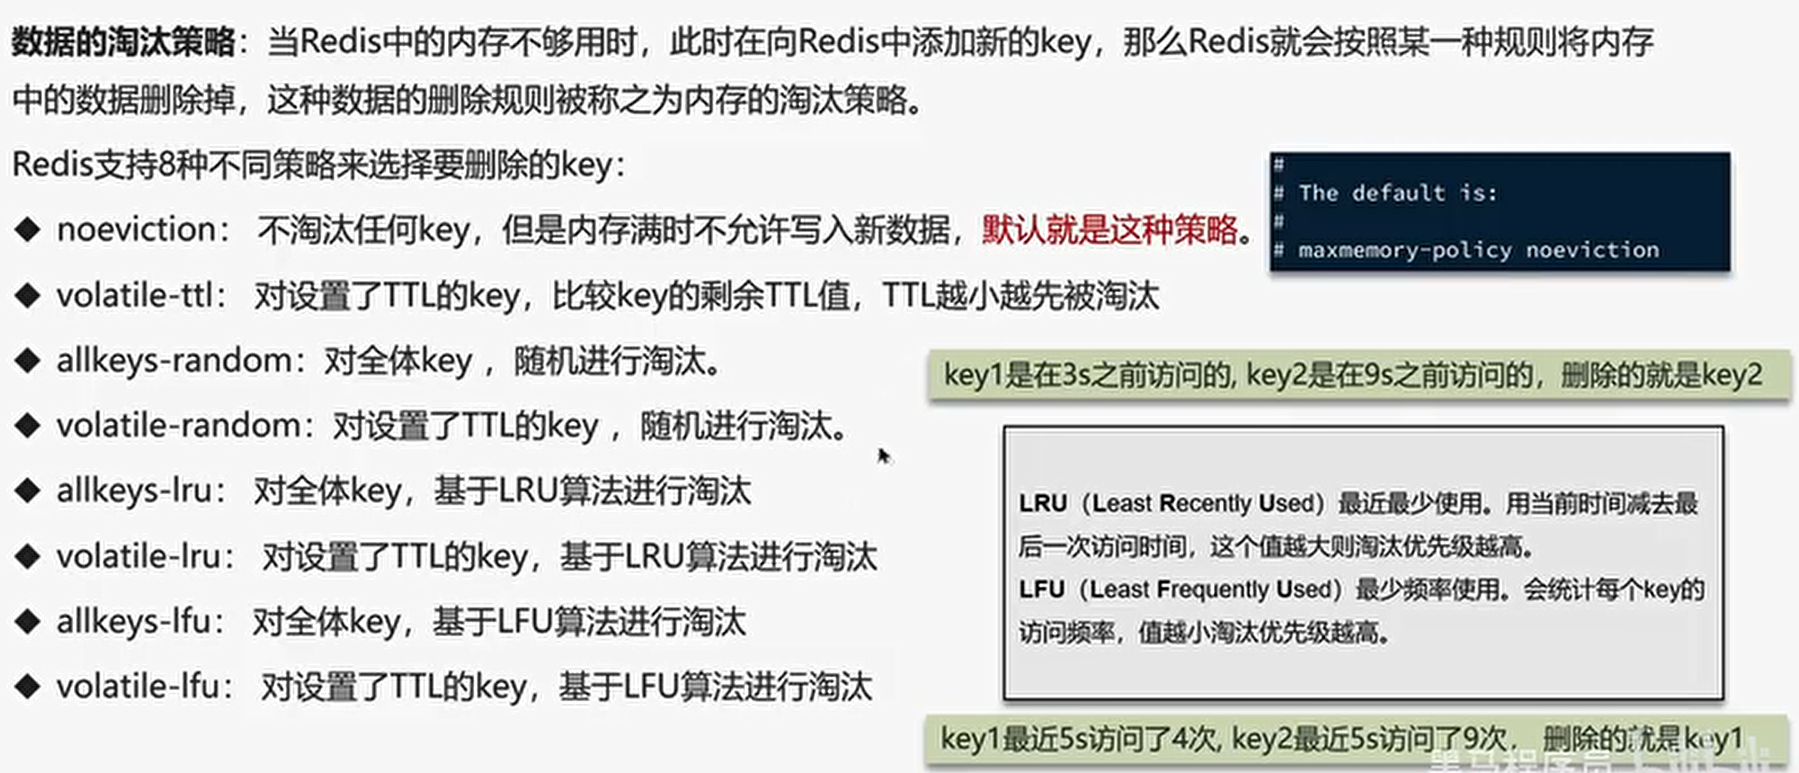 数据的淘汰策略：当Redis中的内存不够用时，此时在向Redis中添加新的key，那么Redis就会按照某一种规则将内存
中的数据删除掉，这种数据的删除规则被称之为内存的淘汰策略。
Redis支持8种不同策略来选择要删除的key：
◆ noeviction： 不淘汰任何key，但是内存满时不允许写入新数据，默认就是这种策略。
◆ volatile-ttl： 对设置了TTL的key，比较key的剩余TTL值，TTL越小越先被淘汰
◆ allkeys-random：对全体key ，随机进行淘汰。
◆ volatile-random：对设置了TTL的key ，随机进行淘汰。
◆ allkeys-lru： 对全体key，基于LRU算法进行淘汰
◆ volatile-lru： 对设置了TTL的key，基于LRU算法进行淘汰
◆ allkeys-lfu： 对全体key，基于LFU算法进行淘汰
◆ volatile-lfu： 对设置了TTL的key，基于LFU算法进行淘汰
#
# The default is:
#
# maxmemory-policy noeviction
key1是在3s之前访问的, key2是在9s之前访问的，删除的就是key2
LRU（Least Recently Used）最近最少使用。用当前时间减去最
后一次访问时间，这个值越大则淘汰优先级越高。
LFU（Least Frequently Used）最少频率使用。会统计每个key的
访问频率，值越小淘汰优先级越高。
key1最近5s访问了4次, key2最近5s访问了9次， 删除的就是key1
黑马程序员